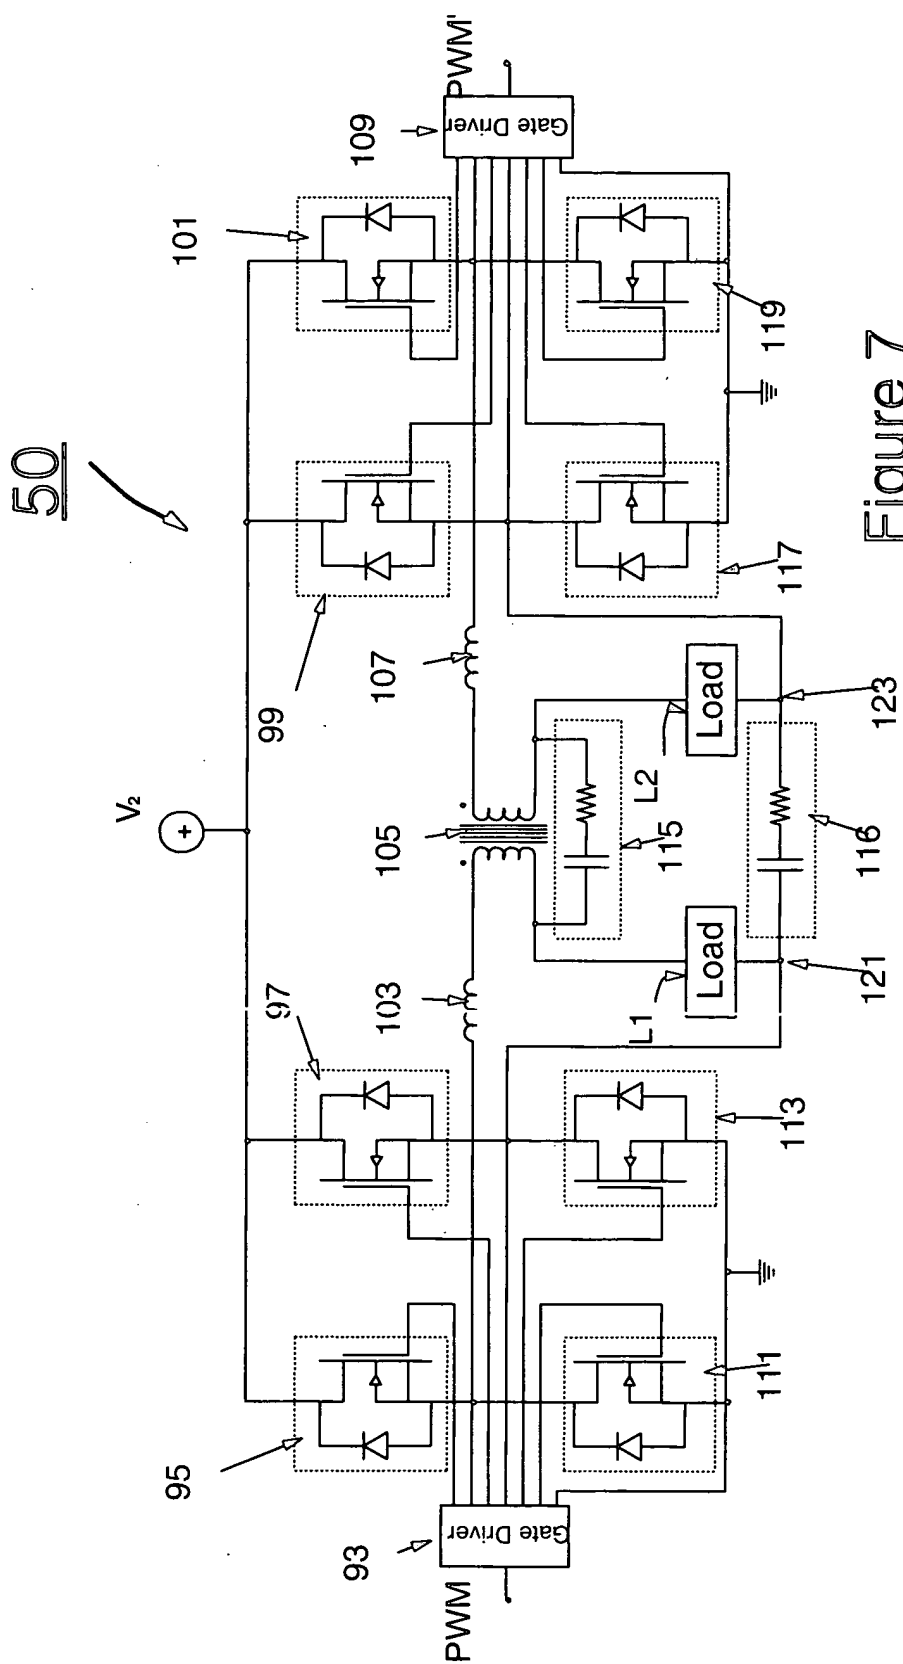 50
V₂
101
109
PWM'
Gate Driver
99
107
119
117
105
L2
Load
123
115
116
97
103
L1
Load
121
113
95
93
PWM
Gate Driver
111
Figure 7